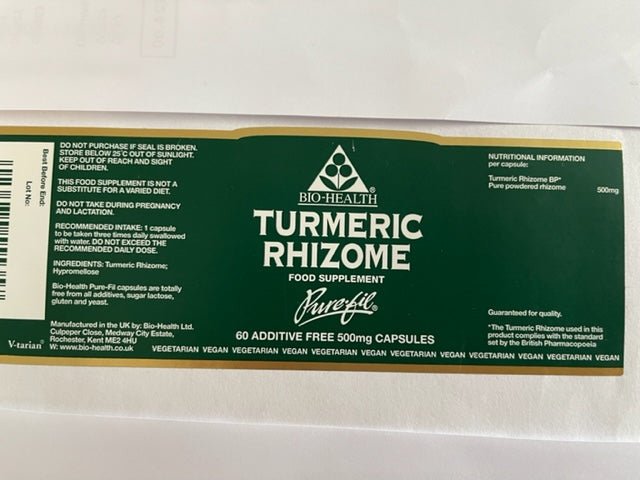 Best Before End:
Lot No:
V-tarian®
DO NOT PURCHASE IF SEAL IS BROKEN.
STORE BELOW 25°C OUT OF SUNLIGHT.
KEEP OUT OF REACH AND SIGHT
OF CHILDREN.
THIS FOOD SUPPLEMENT IS NOT A
SUBSTITUTE FOR A VARIED DIET.
DO NOT TAKE DURING PREGNANCY
AND LACTATION.
RECOMMENDED INTAKE: 1 capsule
to be taken three times daily swallowed
with water. DO NOT EXCEED THE
RECOMMENDED DAILY DOSE.
INGREDIENTS: Turmeric Rhizome;
Hypromellose
Bio-Health Pure-Fil capsules are totally
free from all additives, sugar lactose,
gluten and yeast.
Manufactured in the UK by: Bio-Health Ltd.
Culpeper Close, Medway City Estate,
Rochester, Kent ME2 4HU
W: www.bio-health.co.uk
BIO-HEALTH®
TURMERIC
RHIZOME
FOOD SUPPLEMENT
Pure-fil®
60 ADDITIVE FREE 500mg CAPSULES
VEGETARIAN VEGAN VEGETARIAN VEGAN VEGETARIAN VEGAN VEGETARIAN VEGAN VEGETARIAN VEGAN VEGETARIAN VEGAN
NUTRITIONAL INFORMATION
per capsule:
Turmeric Rhizome BP*
Pure powdered rhizome 500mg
Guaranteed for quality.
*The Turmeric Rhizome used in this
product complies with the standard
set by the British Pharmacopoeia